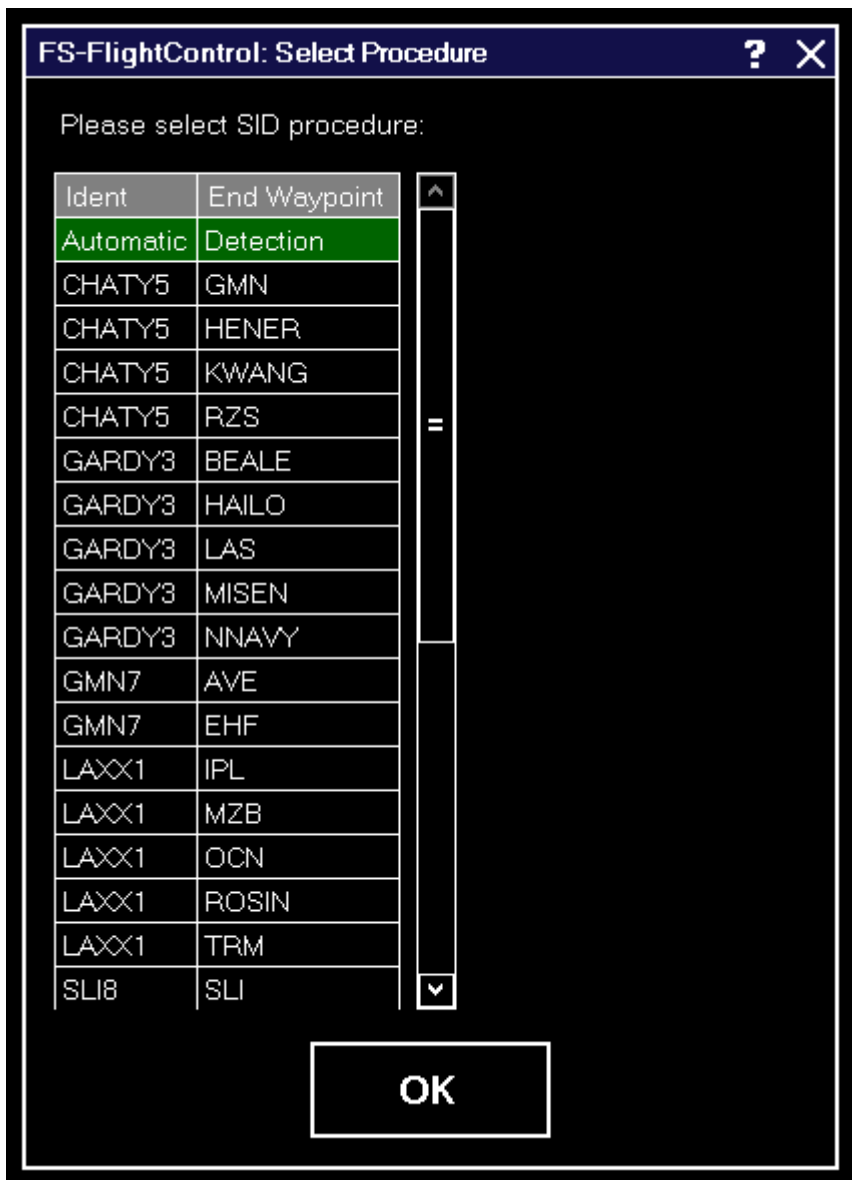 FS-FlightControl: Select Procedure ? X
Please select SID procedure:
Ident End Waypoint
Automatic Detection
CHATY5 GMN
CHATY5 HENER
CHATY5 KWANG
CHATY5 RZS
GARDY3 BEALE
GARDY3 HAILO
GARDY3 LAS
GARDY3 MISEN
GARDY3 NNAVY
GMN7 AVE
GMN7 EHF
LAXX1 IPL
LAXX1 MZB
LAXX1 OCN
LAXX1 ROSIN
LAXX1 TRM
SLI8 SLI
OK